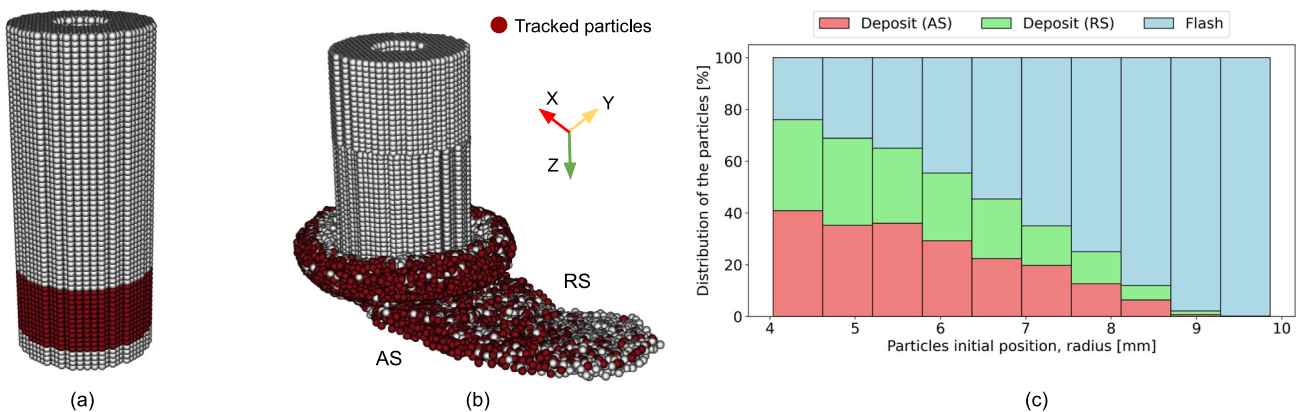 Tracked particles
X
Y
Z
RS
AS
(a)
(b)
Deposit (AS) Deposit (RS) Flash
Distribution of the particles [%]
100
80
60
40
20
0
4 5 6 7 8 9 10
Particles initial position, radius [mm]
(c)